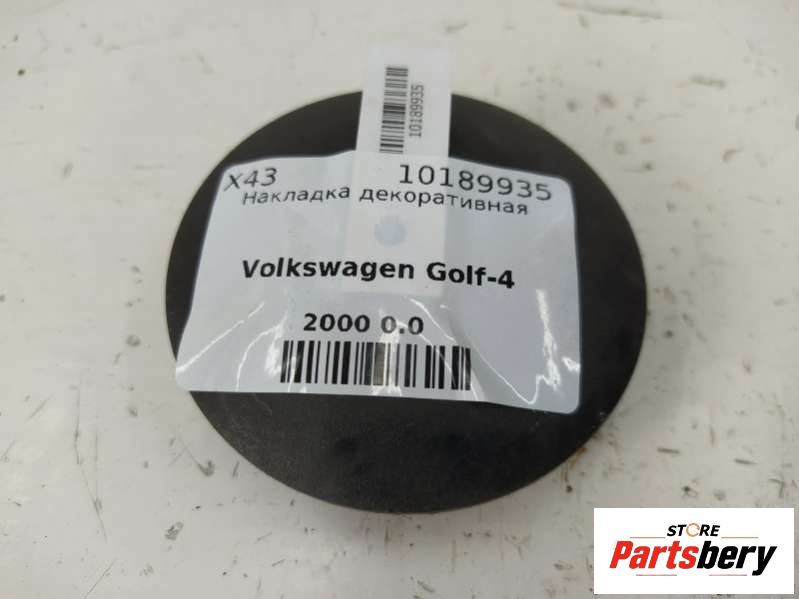 10189935
X43 10189935
Накладка декоративная
Volkswagen Golf-4
2000 0.0
STORE
Partsbery